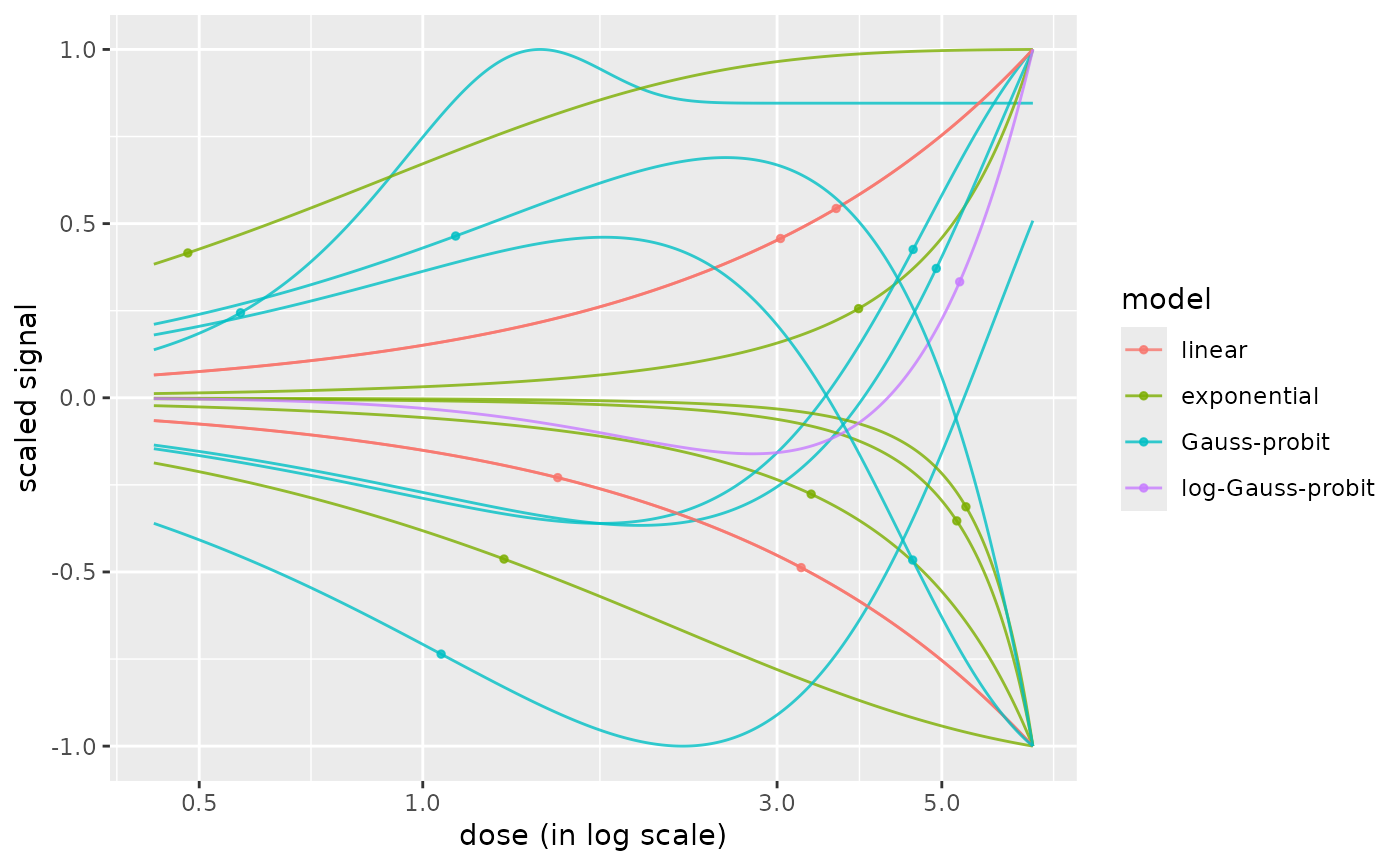 1.0
0.5
0.0
-0.5
-1.0
scaled signal
0.5 1.0 3.0 5.0
dose (in log scale)
model
linear
exponential
Gauss-probit
log-Gauss-probit